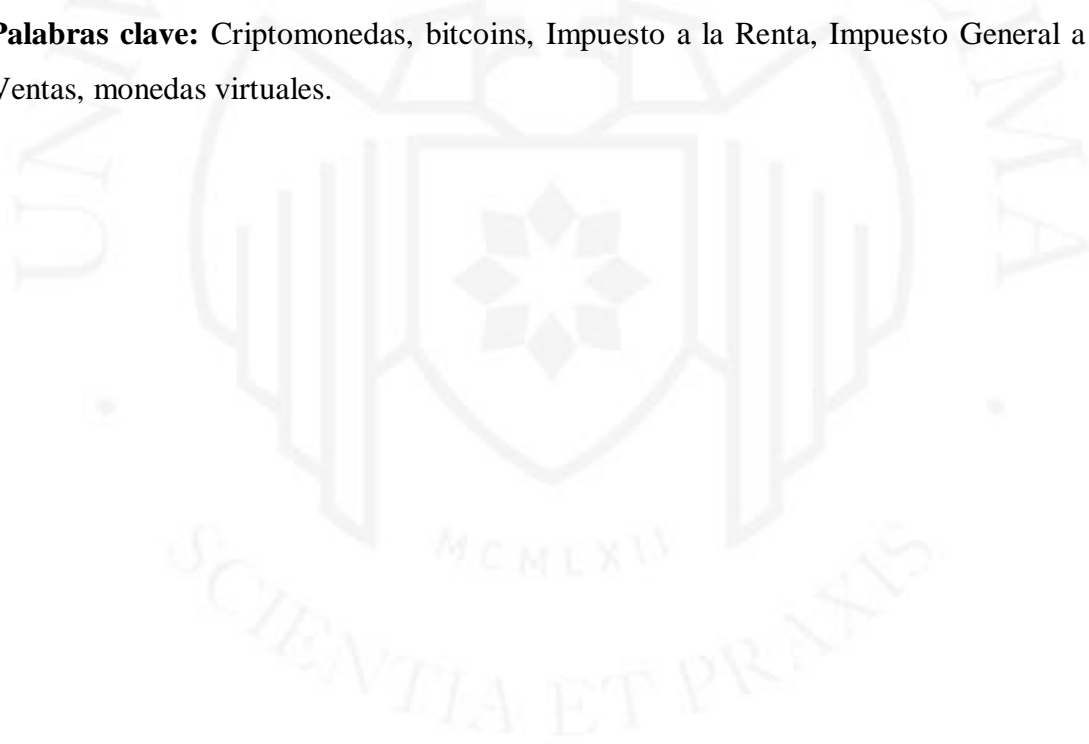 Palabras clave: Criptomonedas, bitcoins, Impuesto a la Renta, Impuesto General a
Ventas, monedas virtuales.
MCMLXII
SCIENTIA ET PRAXIS